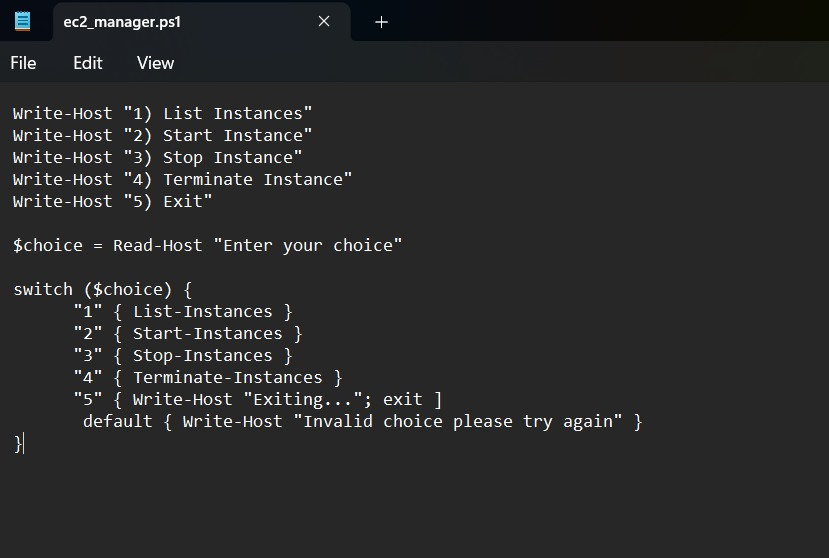 ec2_manager.ps1
File Edit View
Write-Host "1) List Instances"
Write-Host "2) Start Instance"
Write-Host "3) Stop Instance"
Write-Host "4) Terminate Instance"
Write-Host "5) Exit"
$choice = Read-Host "Enter your choice"
switch ($choice) {
"1" { List-Instances }
"2" { Start-Instances }
"3" { Stop-Instances }
"4" { Terminate-Instances }
"5" { Write-Host "Exiting..."; exit ]
default { Write-Host "Invalid choice please try again" }
}